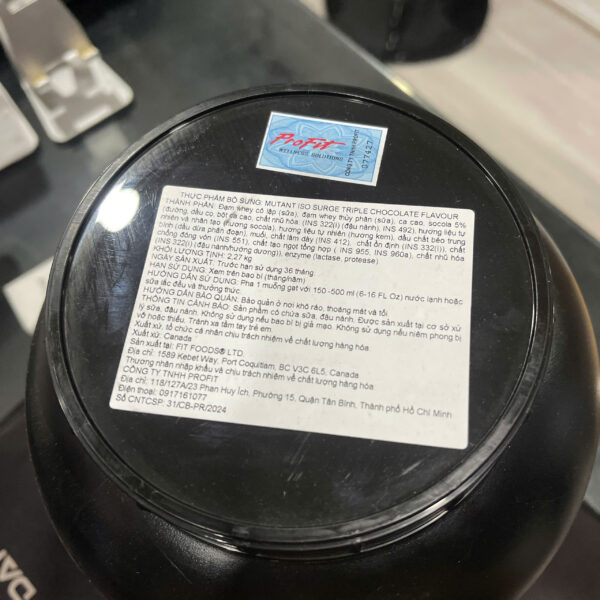 ProFit
WELLNESS SOLUTIONS
CÔNG TY TNHH PROFIT
077427
THỰC PHẨM BỔ SUNG: MUTANT ISO SURGE TRIPLE CHOCOLATE FLAVOUR
THÀNH PHẦN: Đạm whey cô lập (sữa), đạm whey thủy phân (sữa), ca cao, socola 5%
(đường, dầu cọ, bột ca cao, chất nhũ hóa, (INS 322(i) (đậu nành), INS 492), hương liệu tự
nhiên và nhân tạo (hương socola), hương liệu tự nhiên (hương kem), dầu chất béo trung
bình (dầu dừa phân đoạn), muối, chất làm dày (INS 412), chất ổn định (INS 332(i)), chất
chống đông vón (INS 551), chất tạo ngọt tổng hợp ( INS 955, INS 960a), chất nhũ hóa
(INS 322(i) (đậu nành/hướng dương)), enzyme (lactase, protease).
KHỐI LƯỢNG TỊNH: 2,27 kg
NGÀY SẢN XUẤT: Trước hạn sử dụng 36 tháng
HẠN SỬ DỤNG: Xem trên bao bì (tháng/năm)
HƯỚNG DẪN SỬ DỤNG: Pha 1 muỗng gạt với 150 -500 ml (6-16 FL Oz) nước lạnh hoặc
sữa lắc đều và thưởng thức.
HƯỚNG DẪN BẢO QUẢN: Bảo quản ở nơi khô ráo, thoáng mát và tối
THÔNG TIN CẢNH BÁO: Sản phẩm có chứa sữa, đậu nành. Được sản xuất tại cơ sở xử
lý sữa, đậu nành. Không sử dụng nếu bao bì bị giả mạo. Không sử dụng nếu niêm phong bị
vỡ hoặc thiếu. Tránh xa tầm tay trẻ em.
Xuất xứ, tổ chức cá nhân chịu trách nhiệm về chất lượng hàng hóa.
Xuất xứ: Canada
Sản xuất tại: FIT FOODS® LTD.
Địa chỉ: 1589 Kebet Way, Port Coquitlam, BC V3C 6L5, Canada
Thương nhân nhập khẩu và chịu trách nhiệm về chất lượng hàng hóa
CÔNG TY TNHH PROFIT
Địa chỉ: 118/127A/23 Phan Huy Ích, Phường 15, Quận Tân Bình, Thành phố Hồ Chí Minh
Điện thoại: 0917161077
Số CNTCSP: 31/CB-PR/2024
DAI